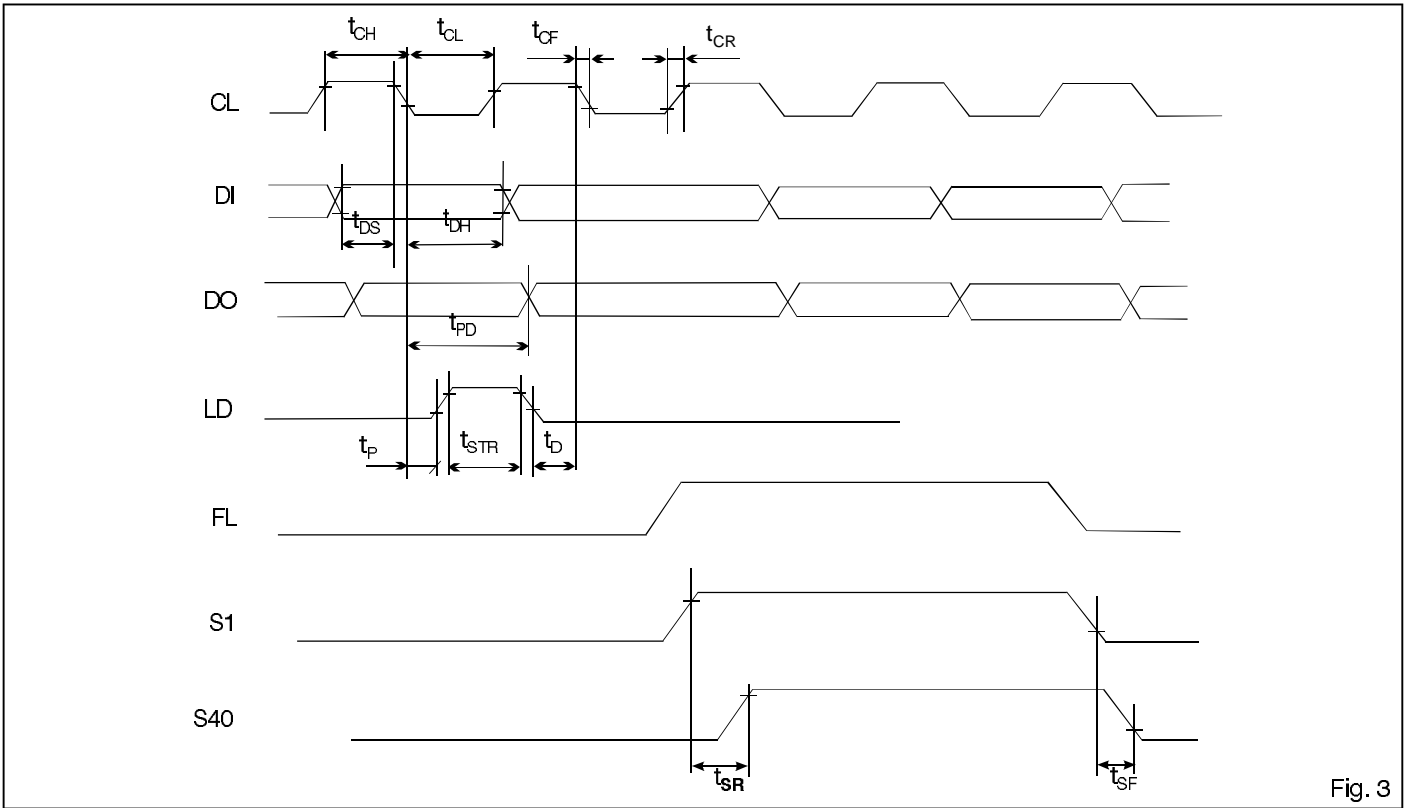 tCH tCL tCF tCR
CL
DI
tDS tDH
DO
tPD
LD
tP tSTR tD
FL
S1
S40
tSR tSF
Fig. 3